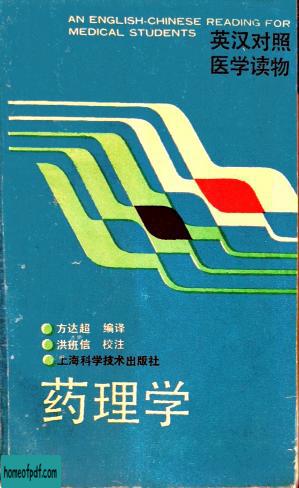 AN ENGLISH-CHINESE READING FOR
MEDICAL STUDENTS
英汉对照
医学读物
方达超 编译
洪班信 校注
上海科学技术出版社
药理学
homeofpdf.com